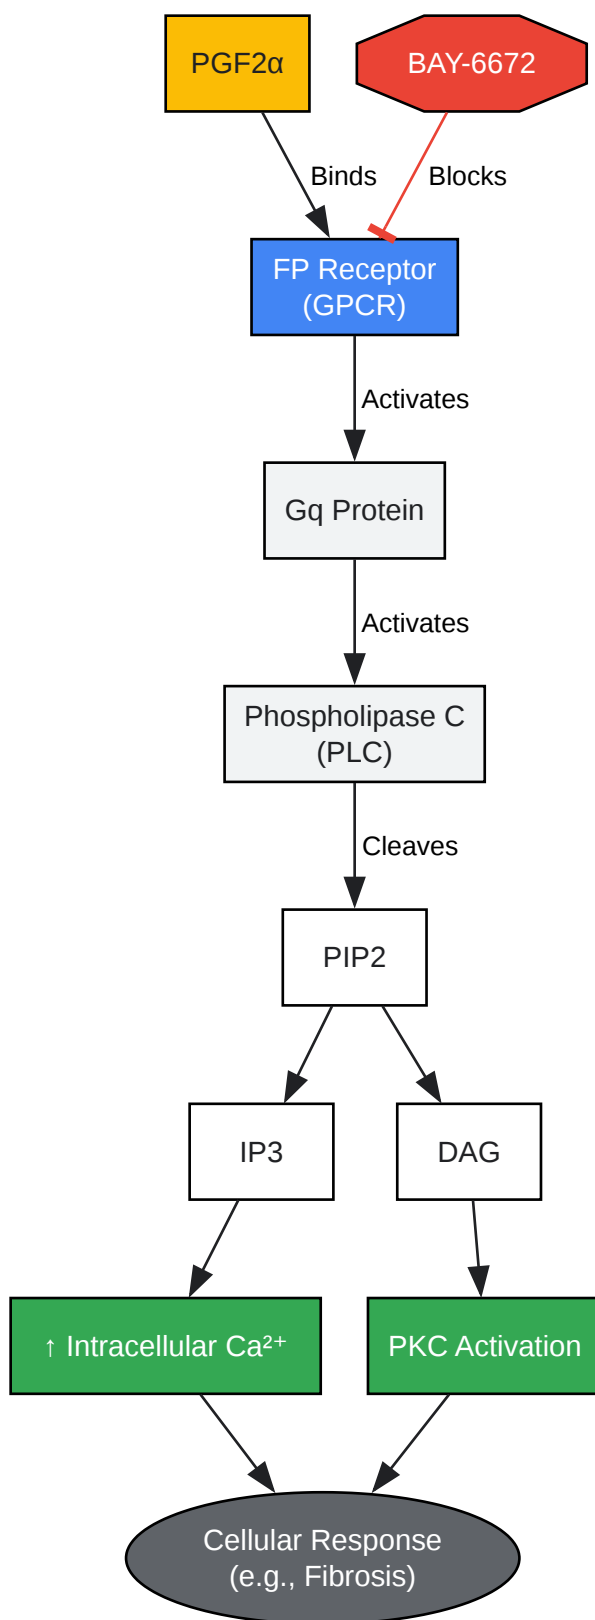 PGF2α
BAY-6672
Binds
Blocks
FP Receptor
(GPCR)
Activates
Gq Protein
Activates
Phospholipase C
(PLC)
Cleaves
PIP2
IP3
DAG
↑ Intracellular Ca²⁺
PKC Activation
Cellular Response
(e.g., Fibrosis)